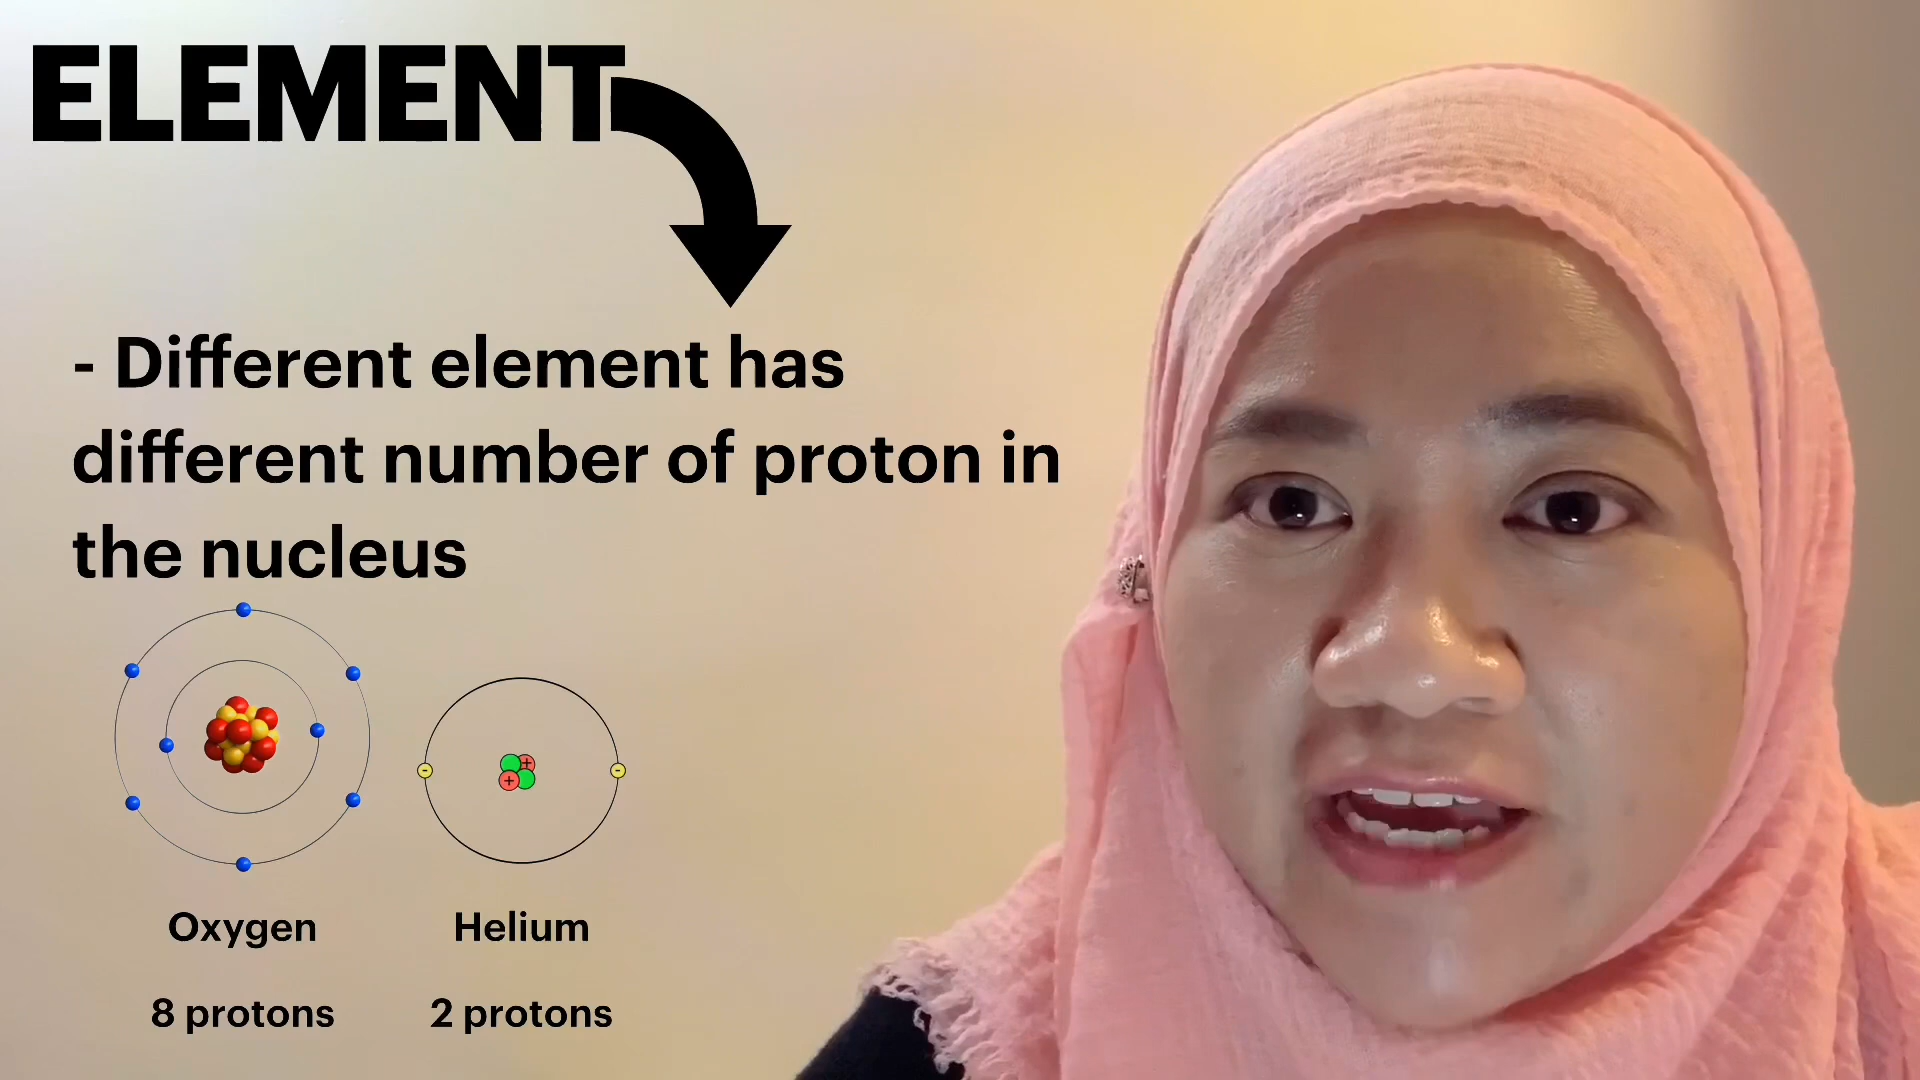 ELEMENT
- Different element has
different number of proton in
the nucleus
- -
+
+
Oxygen Helium
8 protons 2 protons